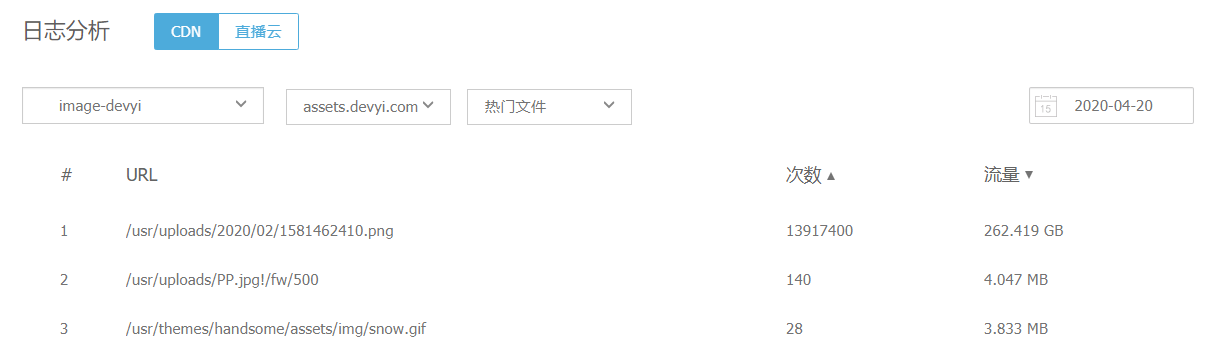 日志分析 CDN 直播云
image-devyi assets.devyi.com 热门文件 15 2020-04-20
# URL 次数 ▲ 流量 ▼
1 /usr/uploads/2020/02/1581462410.png 13917400 262.419 GB
2 /usr/uploads/PP.jpg!/fw/500 140 4.047 MB
3 /usr/themes/handsome/assets/img/snow.gif 28 3.833 MB